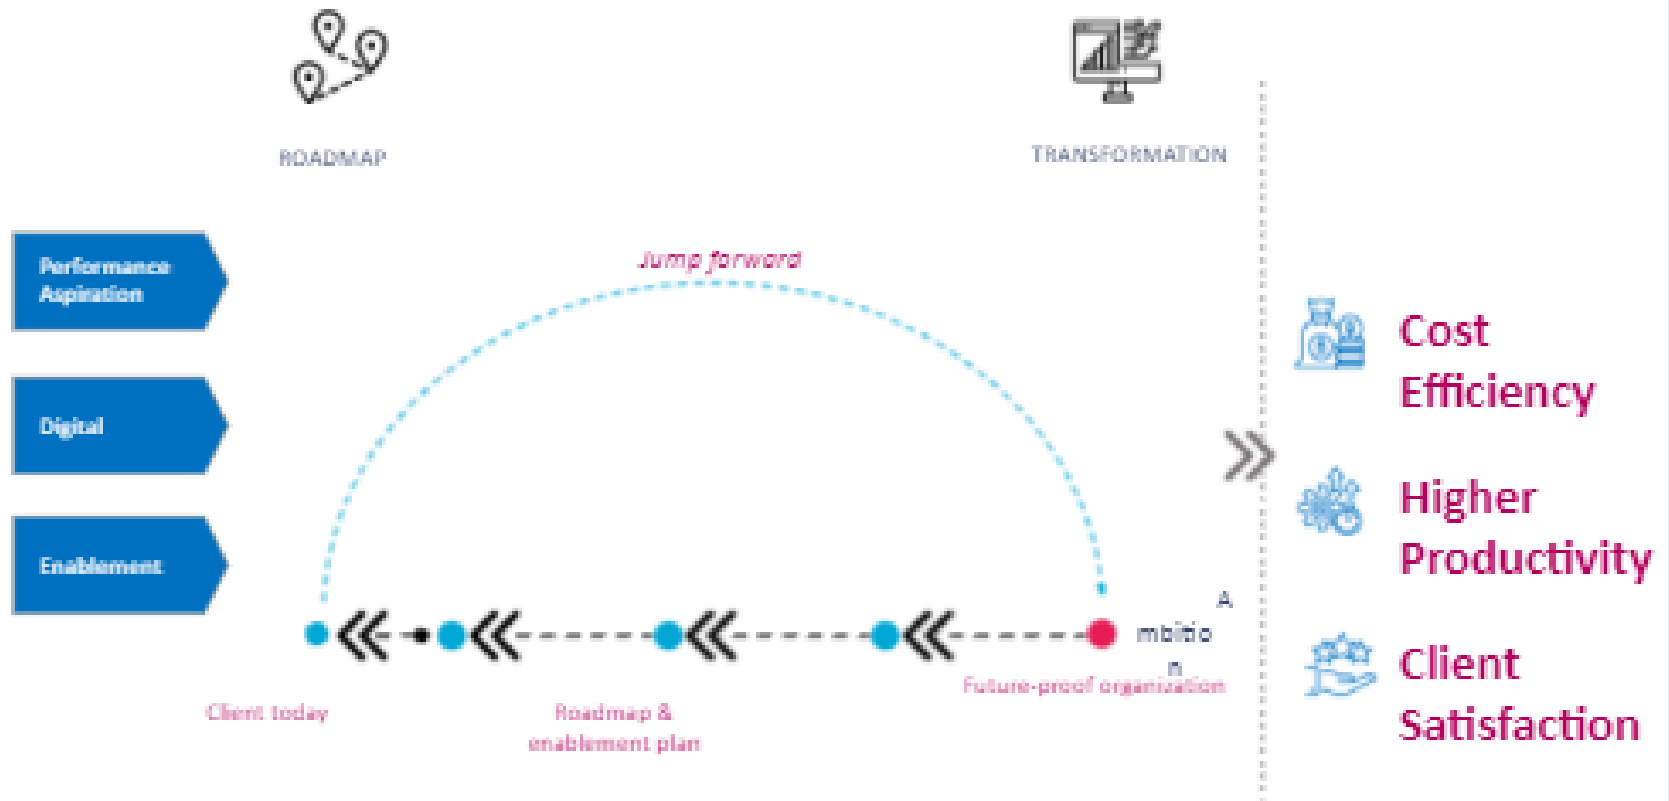 ROADMAP
TRANSFORMATION
Performance
Aspiration
Digital
Enablement
Jump forward
A
mbitio
n
Client today
Roadmap &
enablement plan
Future-proof organization
Cost
Efficiency
Higher
Productivity
Client
Satisfaction